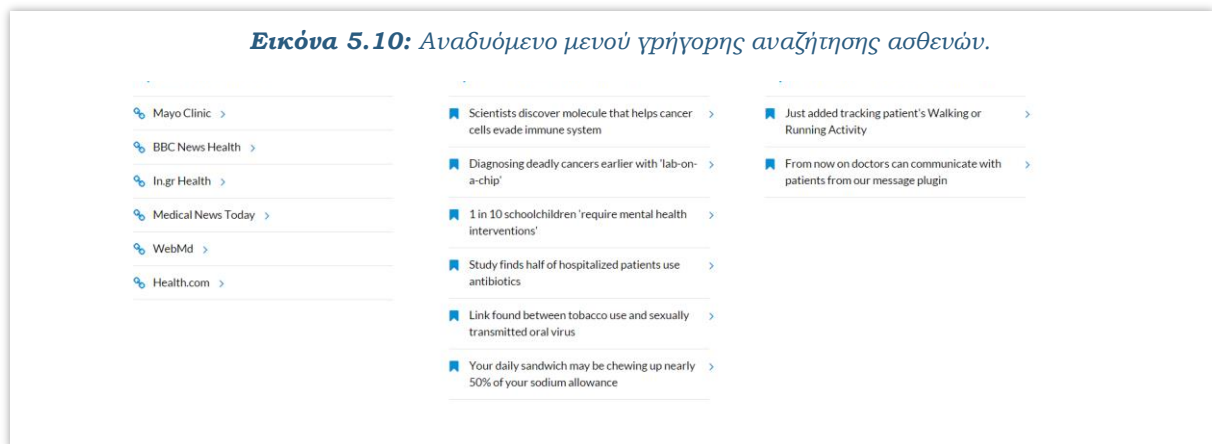 Εικόνα 5.10: Αναδυόμενο μενού γρήγορης αναζήτησης ασθενών.
Mayo Clinic
BBC News Health
In.gr Health
Medical News Today
WebMd
Health.com
Scientists discover molecule that helps cancer
cells evade immune system
Diagnosing deadly cancers earlier with 'lab-on-
a-chip'
1 in 10 schoolchildren 'require mental health
interventions'
Study finds half of hospitalized patients use
antibiotics
Link found between tobacco use and sexually
transmitted oral virus
Your daily sandwich may be chewing up nearly
50% of your sodium allowance
Just added tracking patient's Walking or
Running Activity
From now on doctors can communicate with
patients from our message plugin